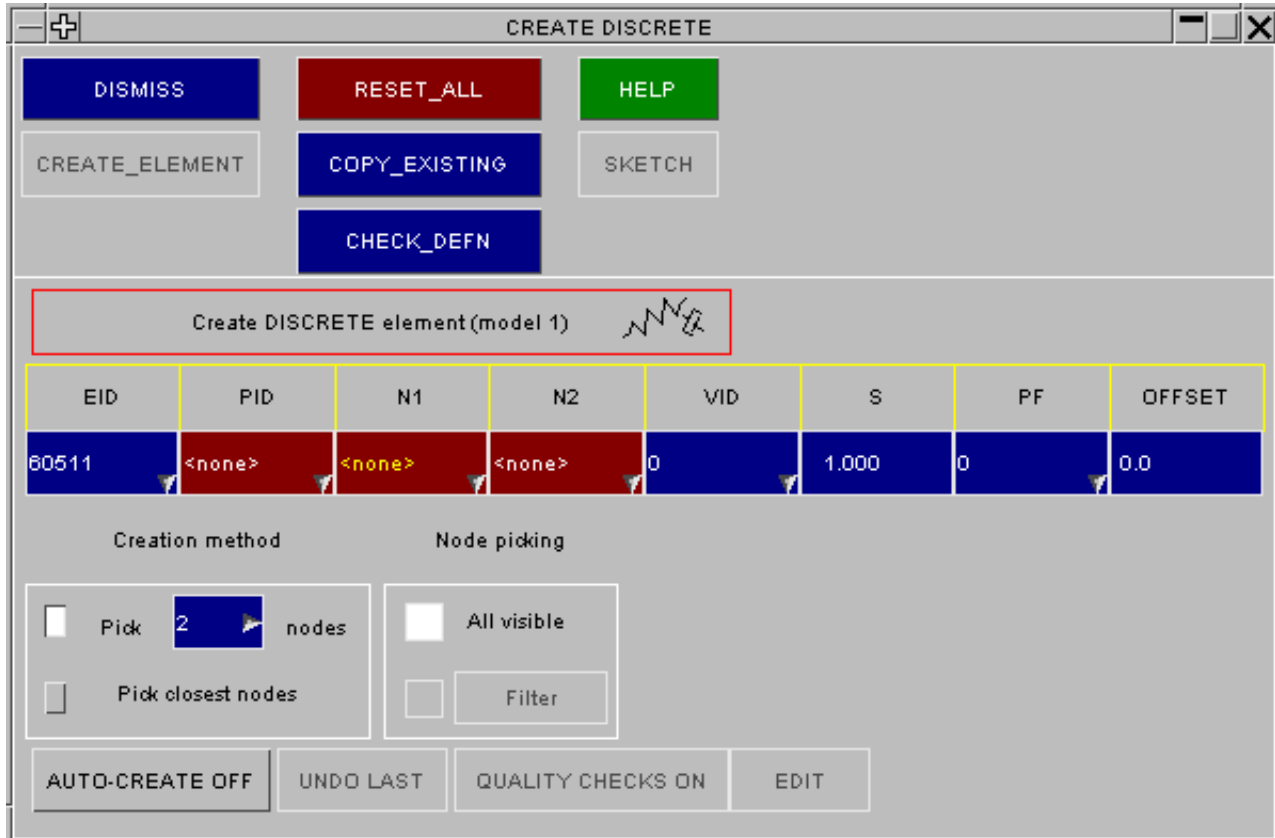 CREATE DISCRETE
DISMISS RESET_ALL HELP
CREATE_ELEMENT COPY_EXISTING SKETCH
CHECK_DEFN
Create DISCRETE element (model 1)
EID PID N1 N2 VID S PF OFFSET
60511 <none> <none> <none> 0 1.000 0 0.0
Creation method Node picking
Pick 2 nodes All visible
Pick closest nodes Filter
AUTO-CREATE OFF UNDO LAST QUALITY CHECKS ON EDIT